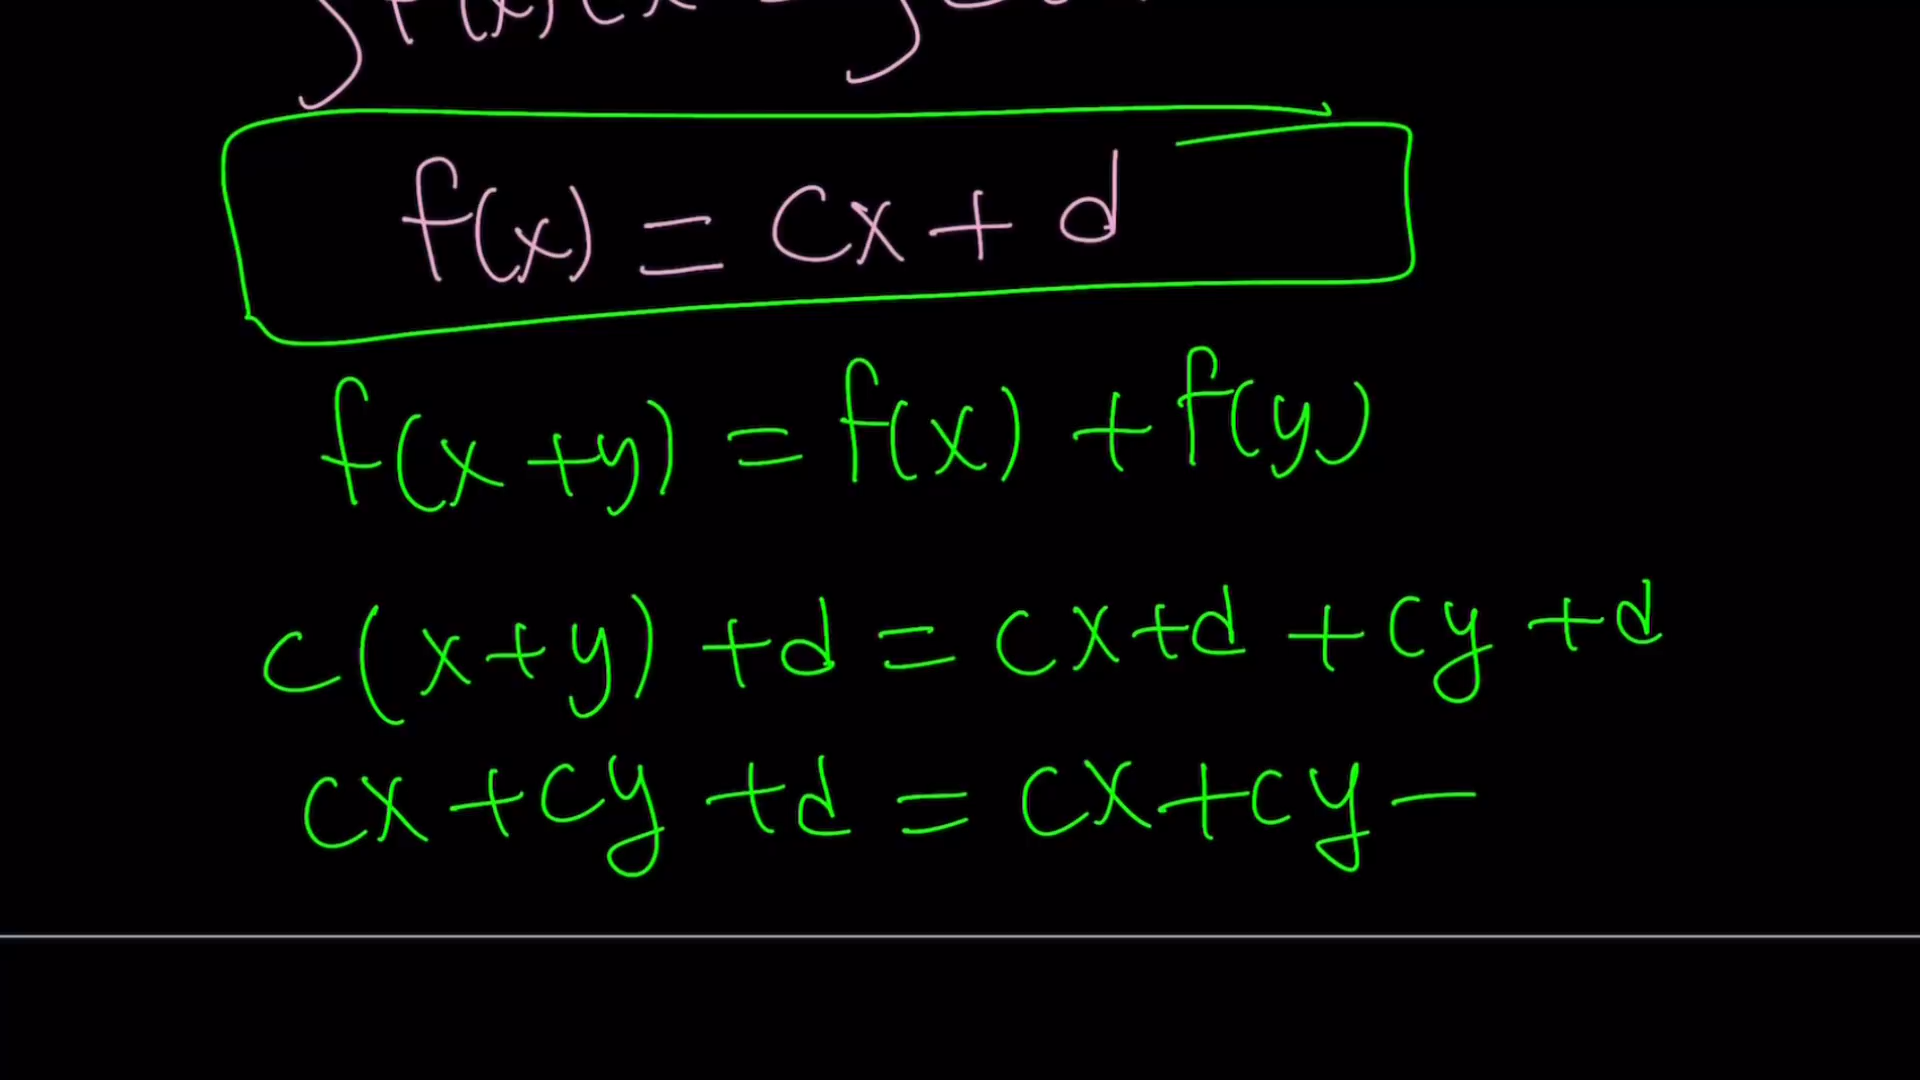 f(x) = cx + d
f(x+y) = f(x) + f(y)
c(x+y) + d = cx+d + cy + d
cx + cy + d = cx+cy —